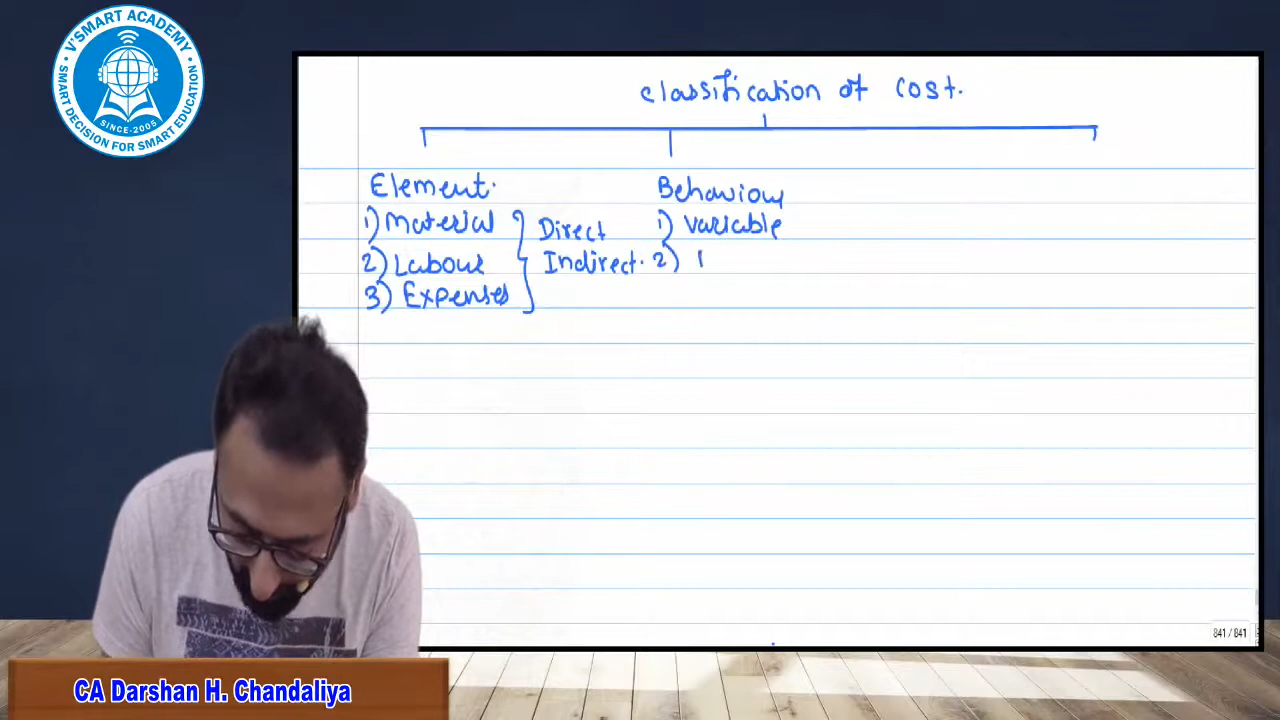 V'SMART ACADEMY
SMART DECISION FOR SMART EDUCATION
SINCE-2005
classification of cost.
Element.
1) Material
2) Labour
3) Expenses
Direct
Indirect.
Behaviour
1) Variable
2)
841 / 841
CA Darshan H. Chandaliya